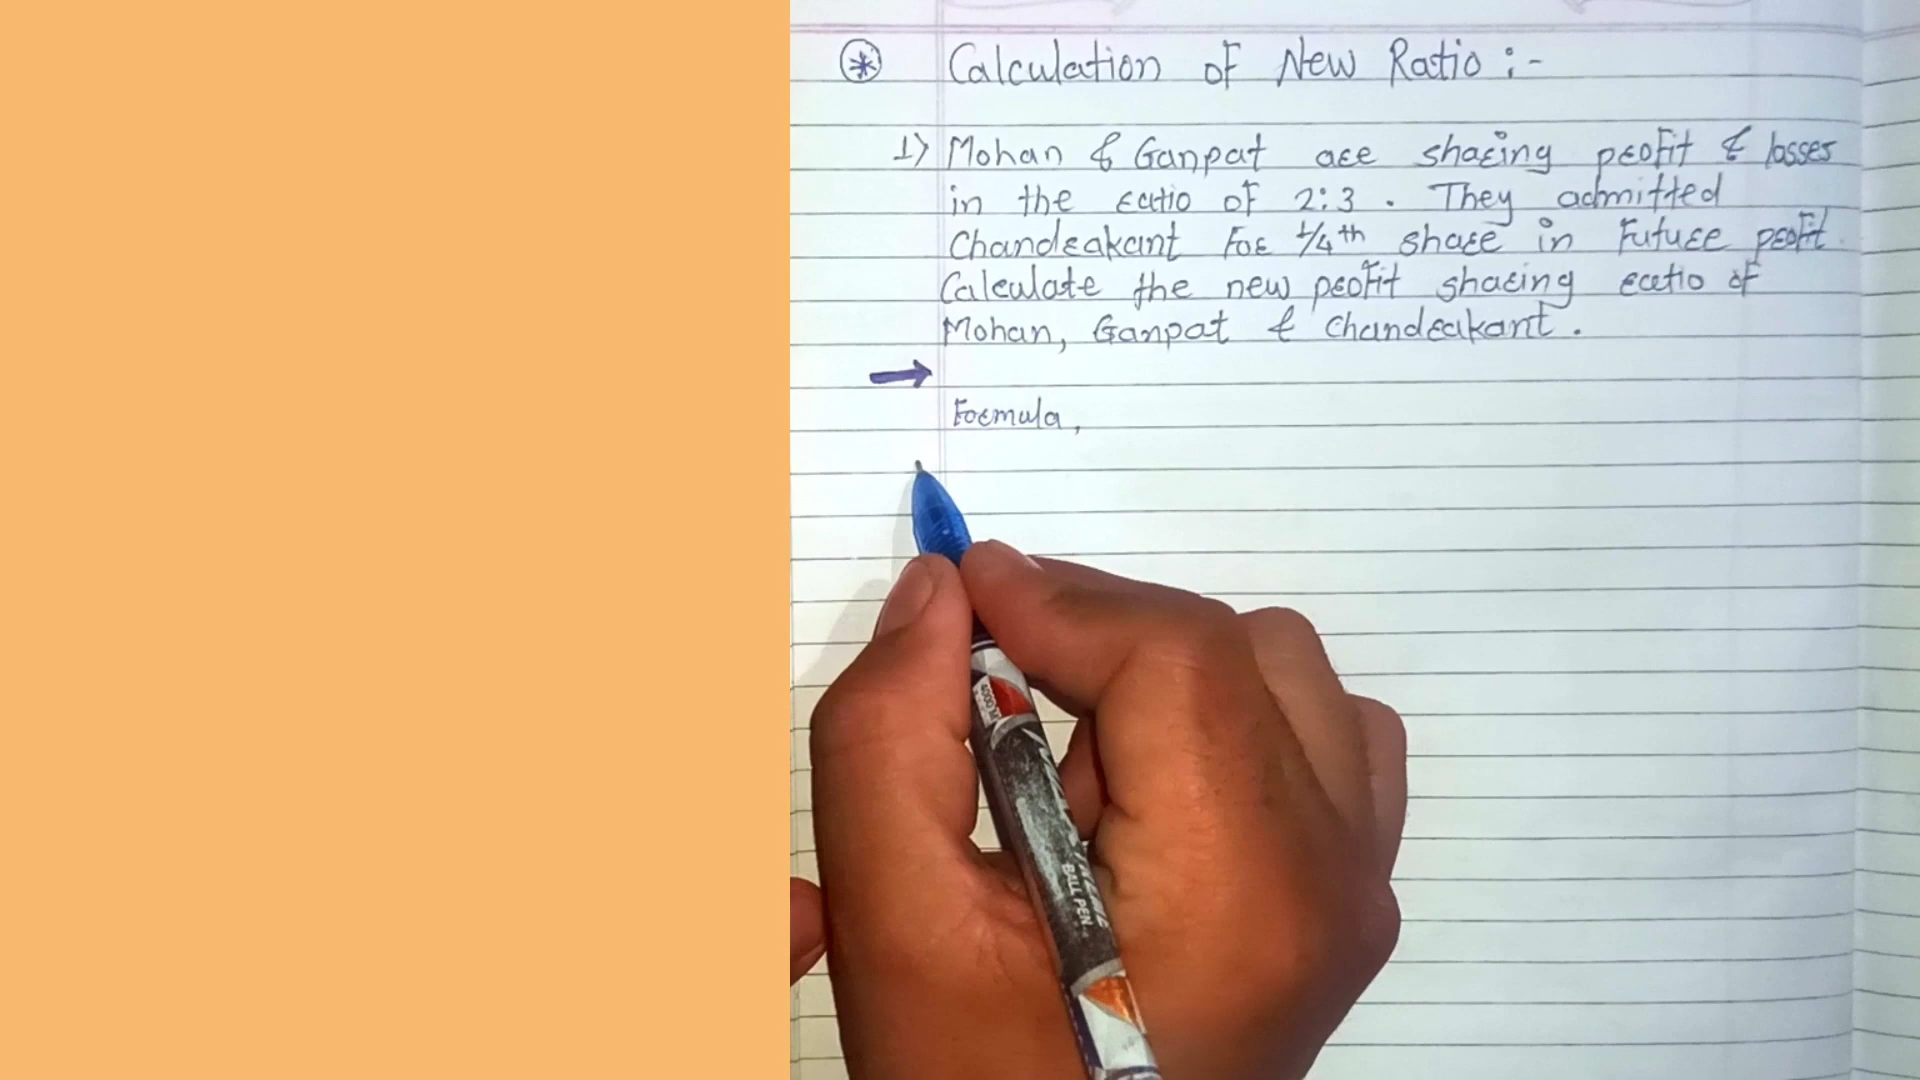 Calculation of New Ratio :-
1) Mohan & Ganpat are sharing profit & losses
in the ratio of 2:3 . They admitted
Chandrakant for 1/4th share in future profit.
Calculate the new profit sharing ratio of
Mohan, Ganpat & Chandrakant .
Formula,
BALL PEN